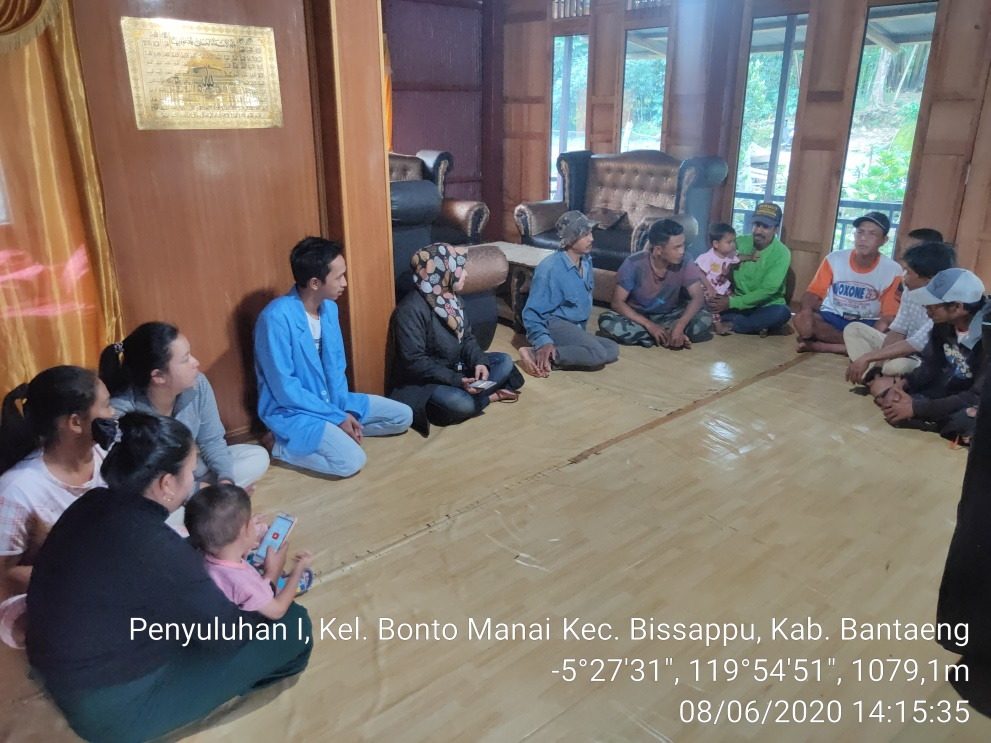 VOXONE
Penyuluhan I, Kel. Bonto Manai Kec. Bissappu, Kab. Bantaeng
-5°27'31", 119°54'51", 1079,1m
08/06/2020 14:15:35